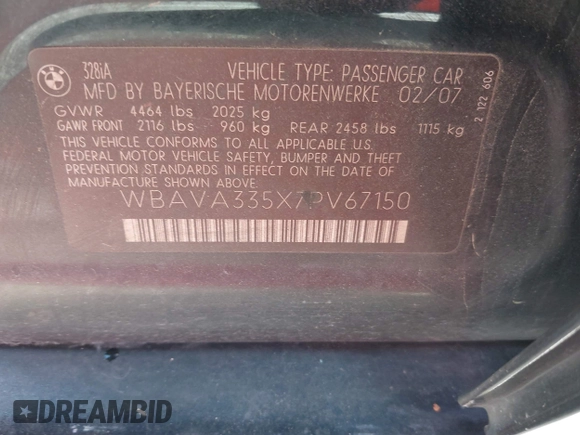 BMW
328iA
VEHICLE TYPE: PASSENGER CAR
MFD BY BAYERISCHE MOTORENWERKE 02/07
GVWR 4464 lbs 2025 kg
GAWR FRONT 2116 lbs 960 kg REAR 2458 lbs 1115 kg
THIS VEHICLE CONFORMS TO ALL APPLICABLE U.S.
FEDERAL MOTOR VEHICLE SAFETY, BUMPER AND THEFT
PREVENTION STANDARDS IN EFFECT ON THE DATE OF
MANUFACTURE SHOWN ABOVE.
WBAVA335X7PV67150
2 122 606
DREAMBID